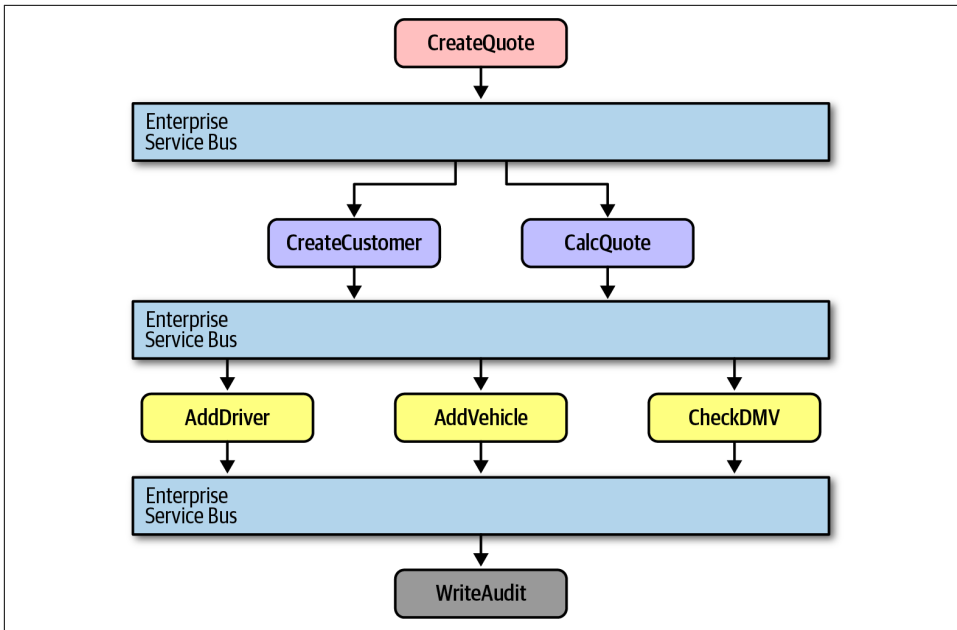 CreateQuote
Enterprise
Service Bus
CreateCustomer
CalcQuote
Enterprise
Service Bus
AddDriver
AddVehicle
CheckDMV
Enterprise
Service Bus
WriteAudit